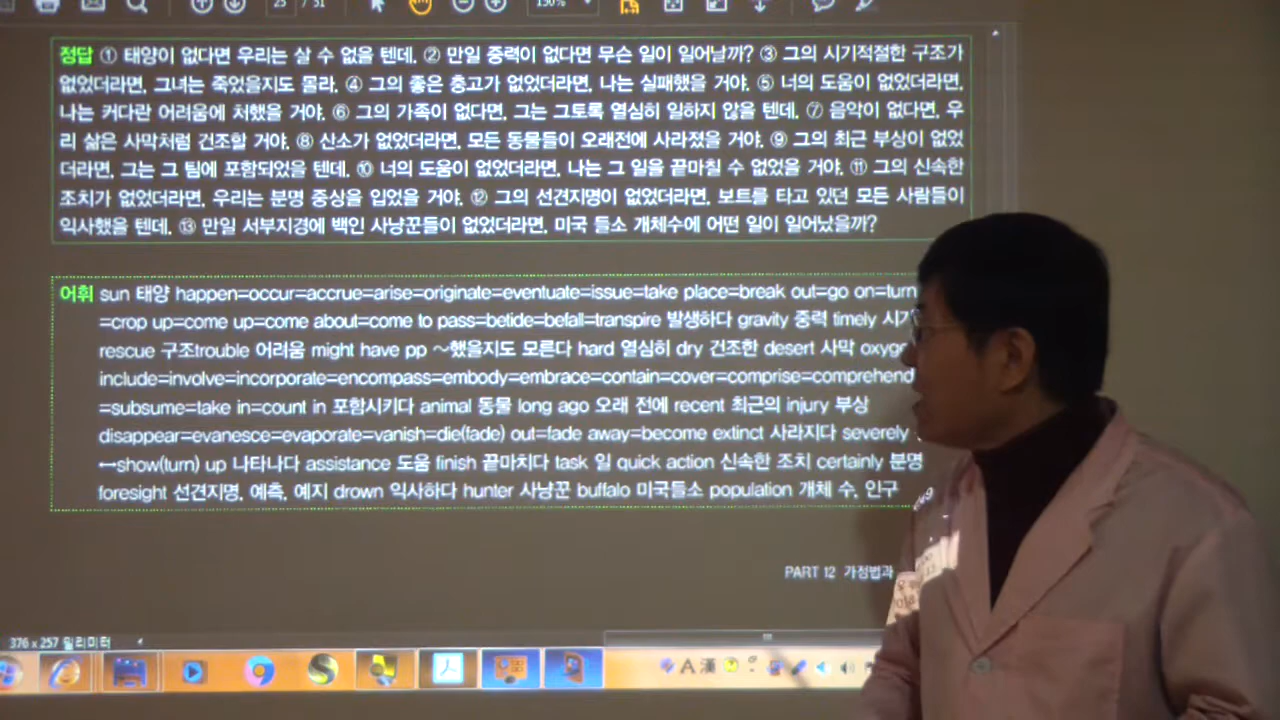 25 / 31
150%
정답 ① 태양이 없다면 우리는 살 수 없을 텐데. ② 만일 중력이 없다면 무슨 일이 일어날까? ③ 그의 시기적절한 구조가
없었더라면, 그녀는 죽었을지도 몰라. ④ 그의 좋은 충고가 없었더라면, 나는 실패했을 거야. ⑤ 너의 도움이 없었더라면,
나는 커다란 어려움에 처했을 거야. ⑥ 그의 가족이 없다면, 그는 그토록 열심히 일하지 않을 텐데. ⑦ 음악이 없다면, 우
리 삶은 사막처럼 건조할 거야. ⑧ 산소가 없었더라면, 모든 동물들이 오래전에 사라졌을 거야. ⑨ 그의 최근 부상이 없었
더라면, 그는 그 팀에 포함되었을 텐데. ⑩ 너의 도움이 없었더라면, 나는 그 일을 끝마칠 수 없었을 거야. ⑪ 그의 신속한
조치가 없었더라면, 우리는 분명 중상을 입었을 거야. ⑫ 그의 선견지명이 없었더라면, 보트를 타고 있던 모든 사람들이
익사했을 텐데. ⑬ 만일 서부지경에 백인 사냥꾼들이 없었더라면, 미국 들소 개체수에 어떤 일이 일어났을까?
어휘 sun 태양 happen=occur=accrue=arise=originate=eventuate=issue=take place=break out=go on=turn
=crop up=come up=come about=come to pass=betide=befall=transpire 발생하다 gravity 중력 timely 시기
rescue 구조trouble 어려움 might have pp ~했을지도 모른다 hard 열심히 dry 건조한 desert 사막 oxyge
include=involve=incorporate=encompass=embody=embrace=contain=cover=comprise=comprehend
=subsume=take in=count in 포함시키다 animal 동물 long ago 오래 전에 recent 최근의 injury 부상
disappear=evanesce=evaporate=vanish=die(fade) out=fade away=become extinct 사라지다 severely
↔show(turn) up 나타나다 assistance 도움 finish 끝마치다 task 일 quick action 신속한 조치 certainly 분명
foresight 선견지명, 예측, 예지 drown 익사하다 hunter 사냥꾼 buffalo 미국들소 population 개체 수, 인구
PART 12 가정법과
376 x 257 밀리미터
A 漢